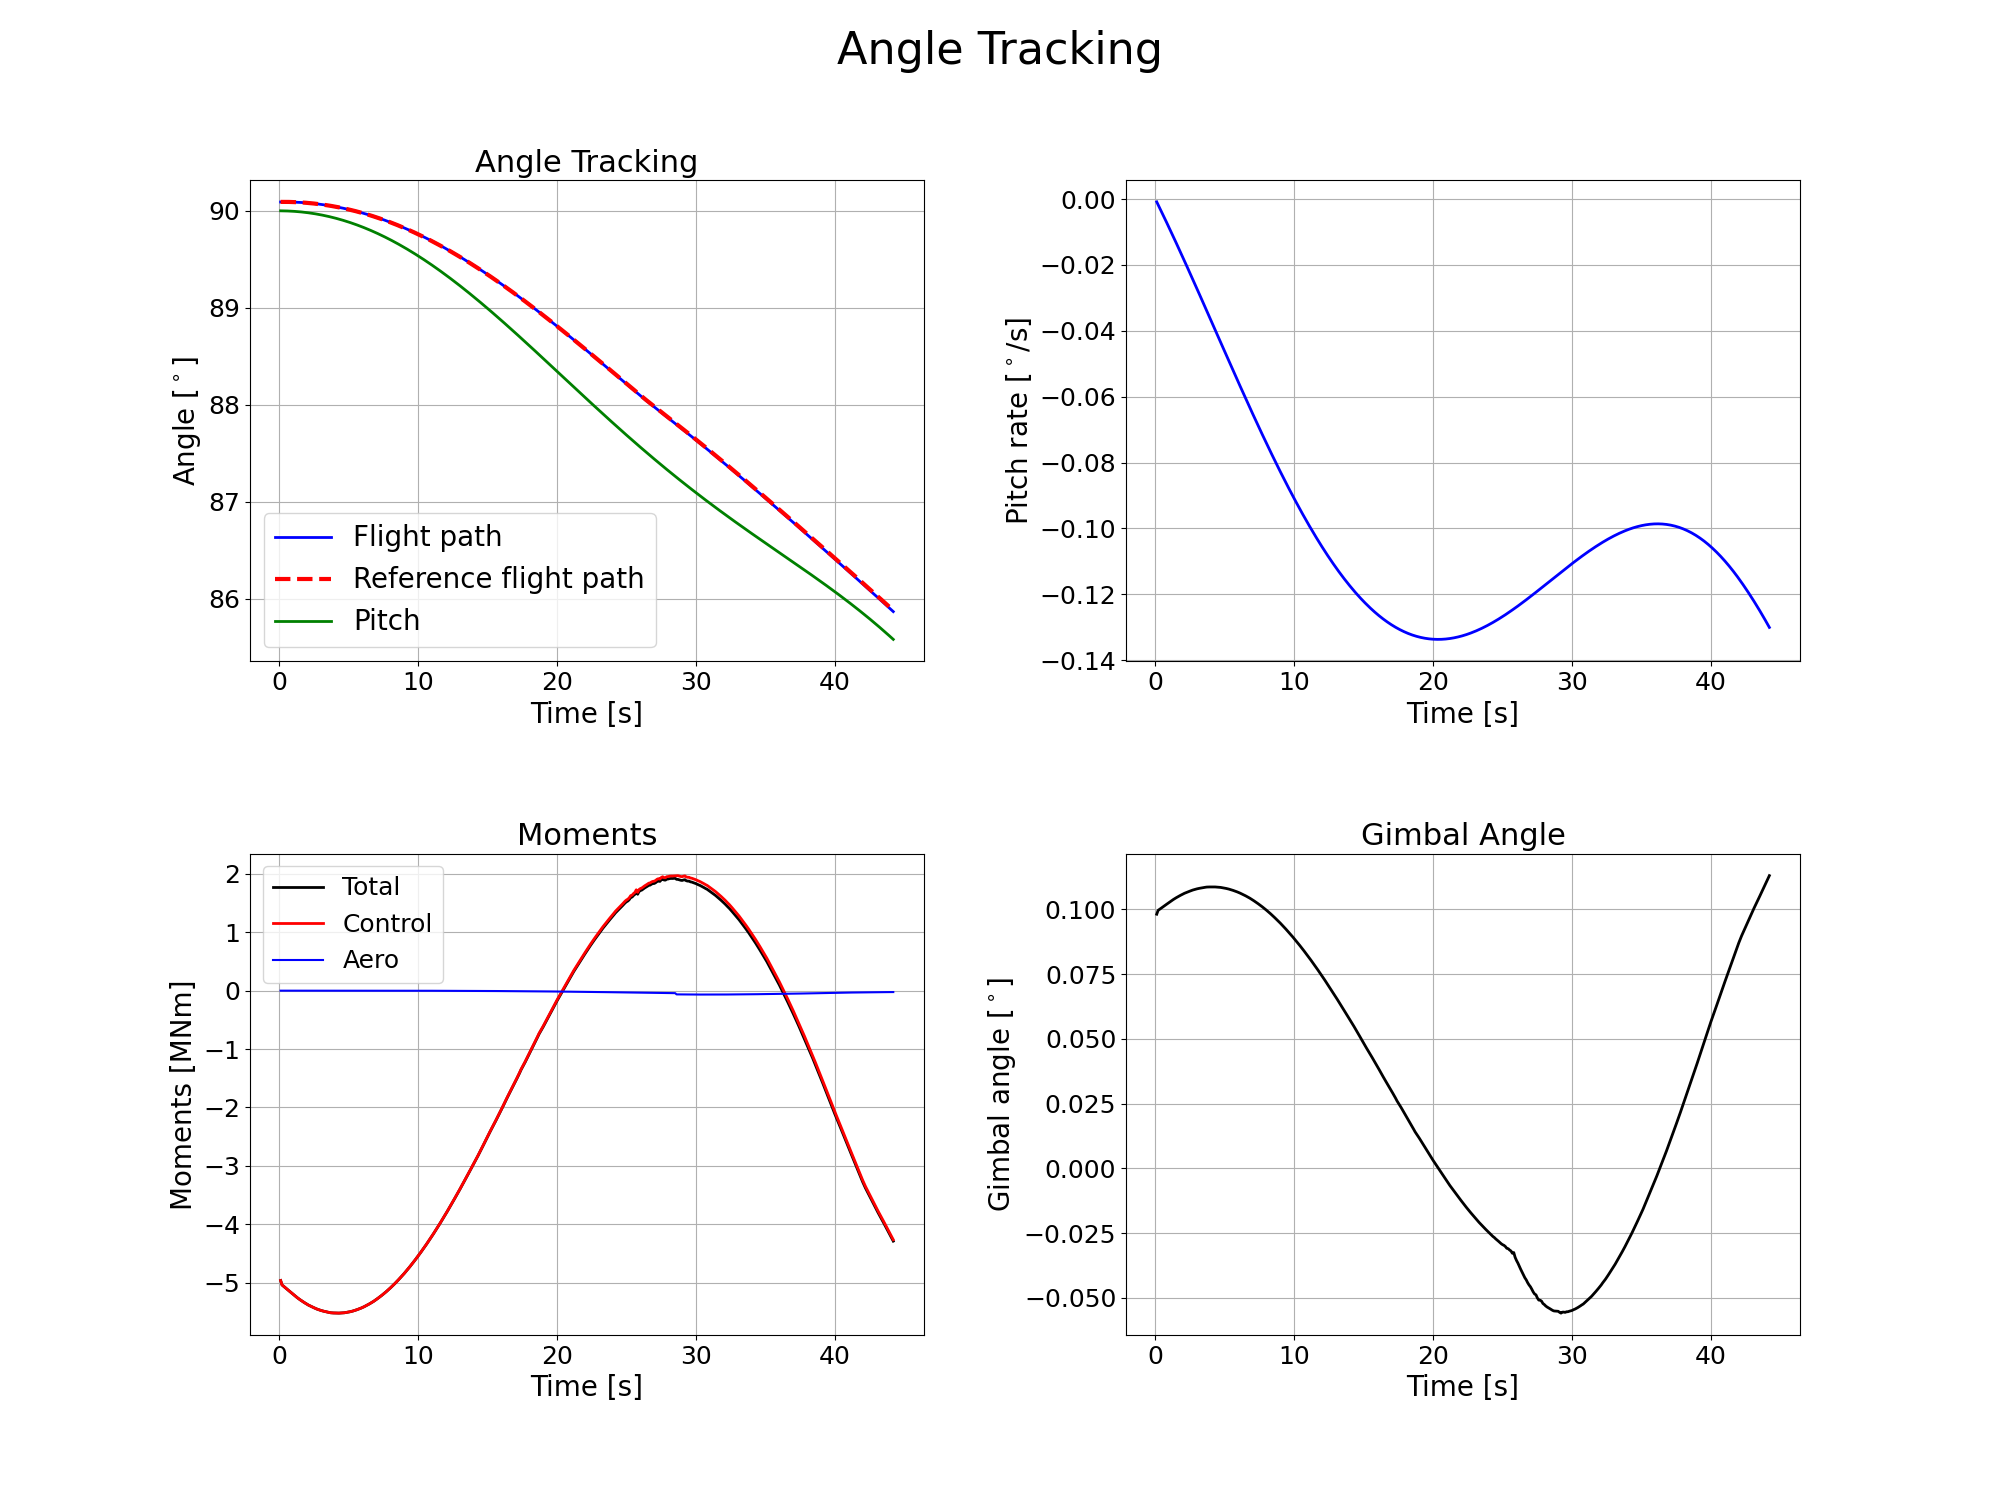 Angle Tracking
Angle Tracking
90
89
88
87
86
Angle [°]
Flight path
Reference flight path
Pitch
0 10 20 30 40
Time [s]
0.00
−0.02
−0.04
−0.06
−0.08
−0.10
−0.12
−0.14
Pitch rate [°/s]
0 10 20 30 40
Time [s]
Moments
2
1
0
−1
−2
−3
−4
−5
Moments [MNm]
Total
Control
Aero
0 10 20 30 40
Time [s]
Gimbal Angle
0.100
0.075
0.050
0.025
0.000
−0.025
−0.050
Gimbal angle [°]
0 10 20 30 40
Time [s]